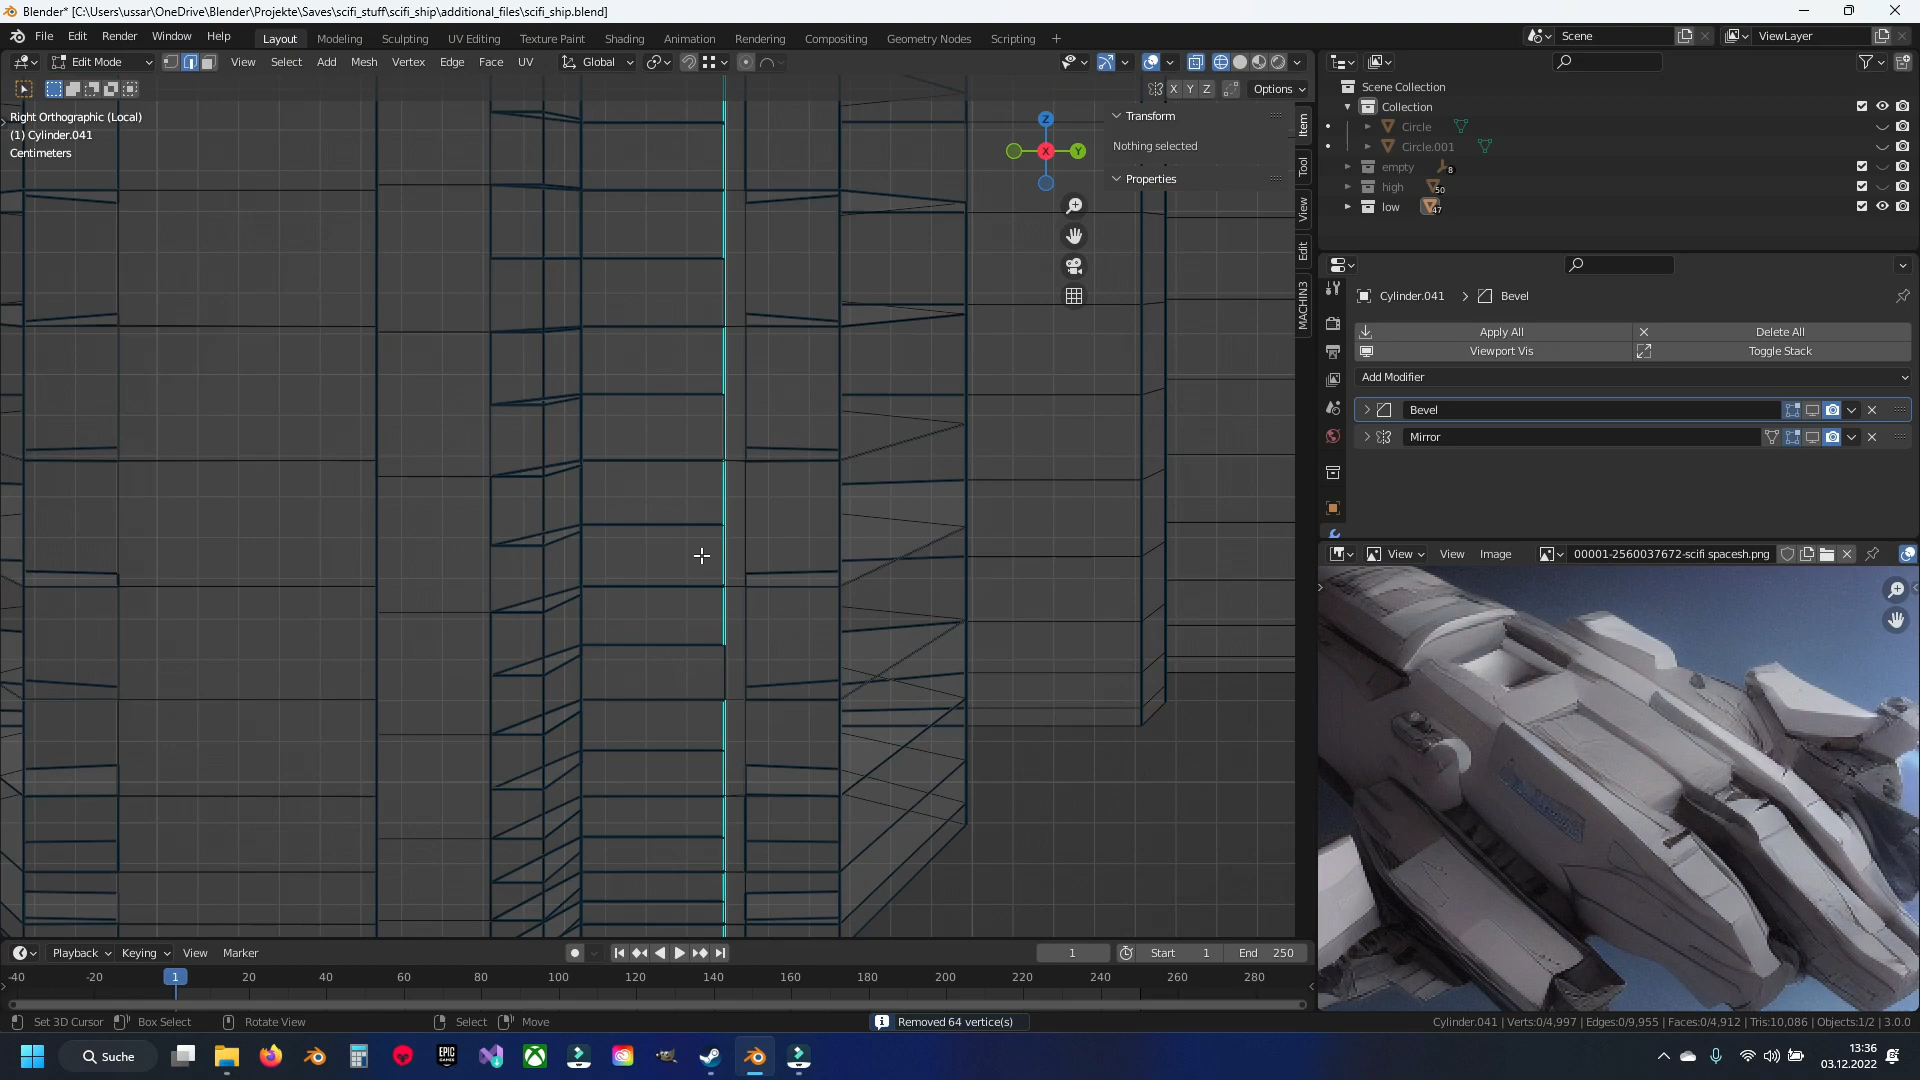 Blender* [C:\Users\ussar\OneDrive\Blender\Projekte\Saves\scifi_stuff\scifi_ship\additional_files\scifi_ship.blend]
File Edit Render Window Help Layout Modeling Sculpting UV Editing Texture Paint Shading Animation Rendering Compositing Geometry Nodes Scripting + Scene ViewLayer
Edit Mode View Select Add Mesh Vertex Edge Face UV Global
X Y Z Options
Right Orthographic (Local)
(1) Cylinder.041
Centimeters
Z
X
Y
Transform
Nothing selected
Properties
Item
Tool
View
Edit
MACHIN3
Scene Collection
Collection
Circle
Circle.001
empty 8
high 50
low 47
Cylinder.041 Bevel
Apply All Delete All
Viewport Vis Toggle Stack
Add Modifier
Bevel
Mirror
View View Image 00001-2560037672-scifi spacesh.png
Playback Keying View Marker 1 Start 1 End 250
-40 -20 1 20 40 60 80 100 120 140 160 180 200 220 240 260 280
Set 3D Cursor Box Select Rotate View Select Move Removed 64 vertice(s) Cylinder.041 | Verts:0/4,997 | Edges:0/9,955 | Faces:0/4,912 | Tris:10,086 | Objects:1/2 | 3.0.0
Suche EPIC GAMES 13:36
03.12.2022